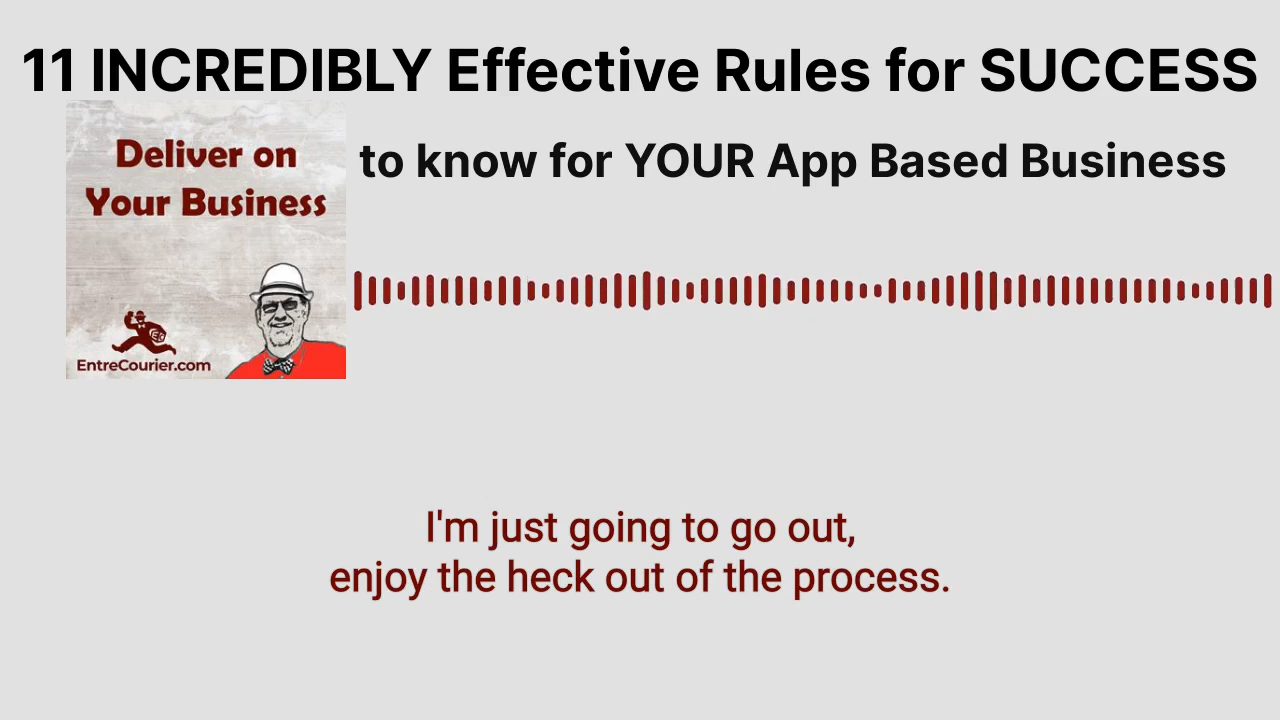 11 INCREDIBLY Effective Rules for SUCCESS
to know for YOUR App Based Business
Deliver on
Your Business
EntreCourier.com
I'm just going to go out,
enjoy the heck out of the process.